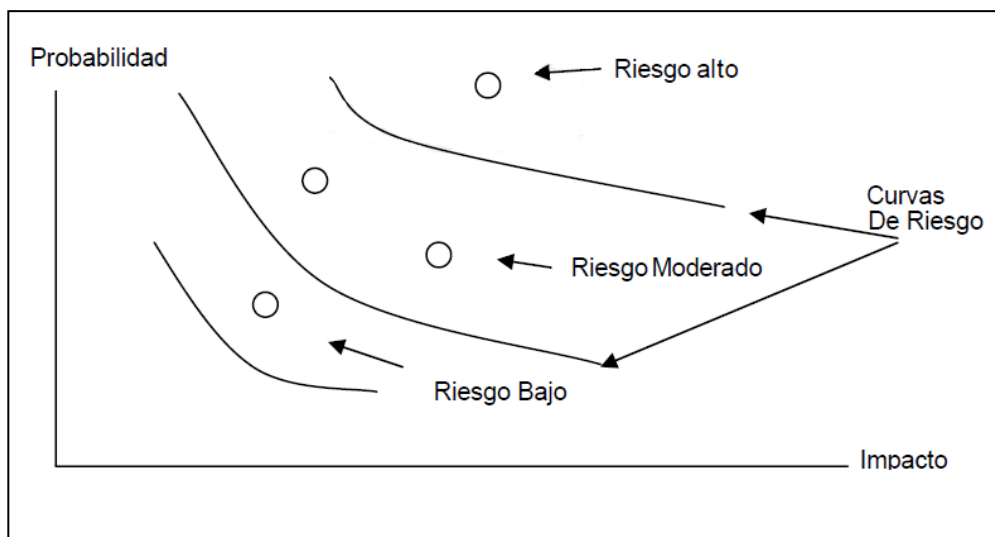 Probabilidad
Riesgo alto
Curvas
De Riesgo
Riesgo Moderado
Riesgo Bajo
Impacto